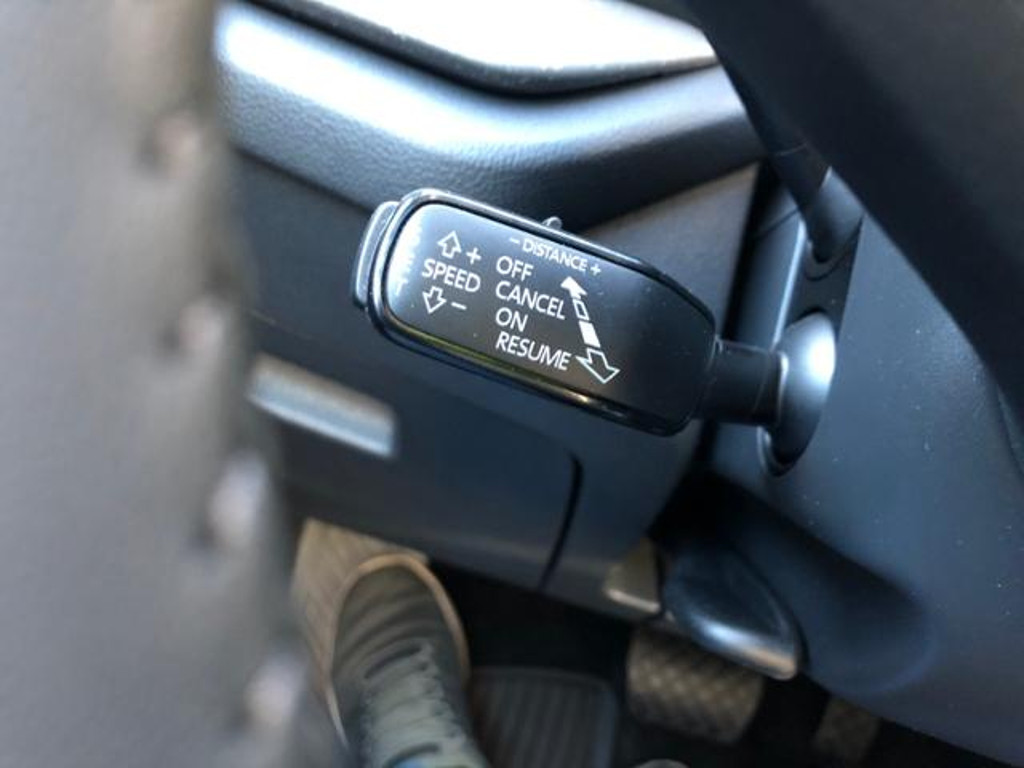 - DISTANCE +
+
SPEED
-
OFF
CANCEL
ON
RESUME